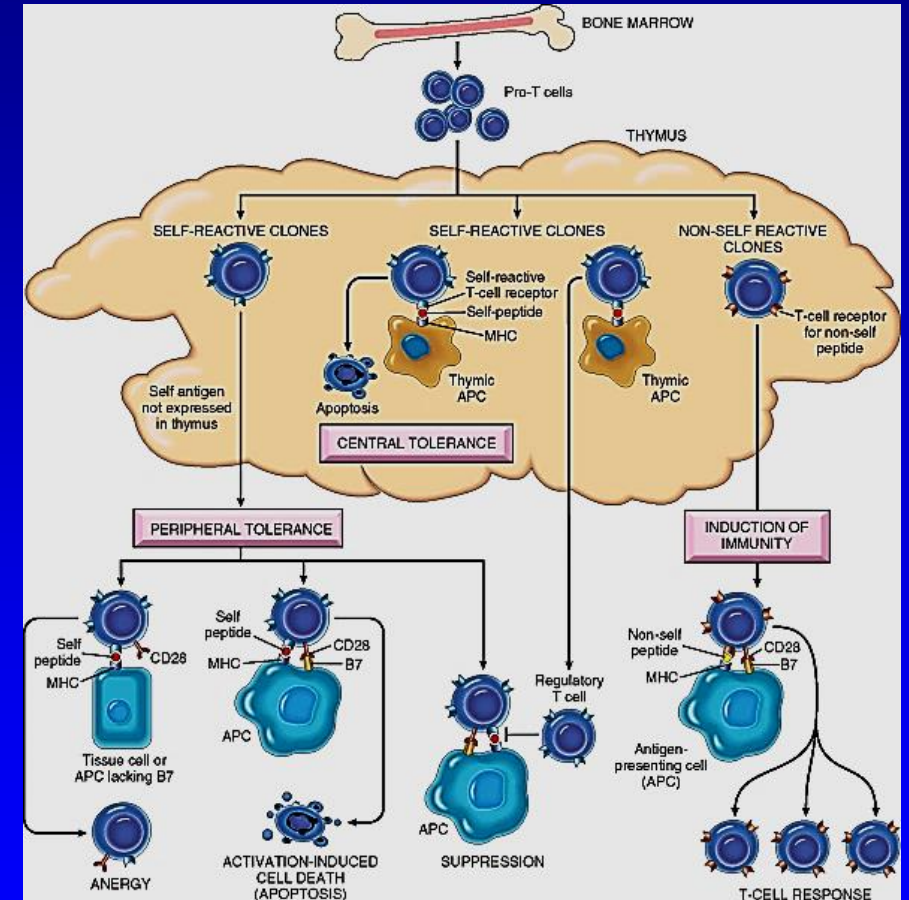 BONE MARROW
Pro-T cells
THYMUS
SELF-REACTIVE CLONES
SELF-REACTIVE CLONES
NON-SELF REACTIVE
CLONES
Self-reactive
T-cell receptor
Self-peptide
MHC
T-cell receptor
for non-self
peptide
Self antigen
not expressed
in thymus
Apoptosis
Thymic
APC
Thymic
APC
CENTRAL TOLERANCE
PERIPHERAL TOLERANCE
INDUCTION OF
IMMUNITY
Self
peptide
MHC
CD28
Tissue cell or
APC lacking B7
ANERGY
Self
peptide
MHC
CD28
B7
APC
ACTIVATION-INDUCED
CELL DEATH
(APOPTOSIS)
Regulatory
T cell
APC
SUPPRESSION
Non-self
peptide
MHC
CD28
B7
Antigen-
presenting cell
(APC)
T-CELL RESPONSE